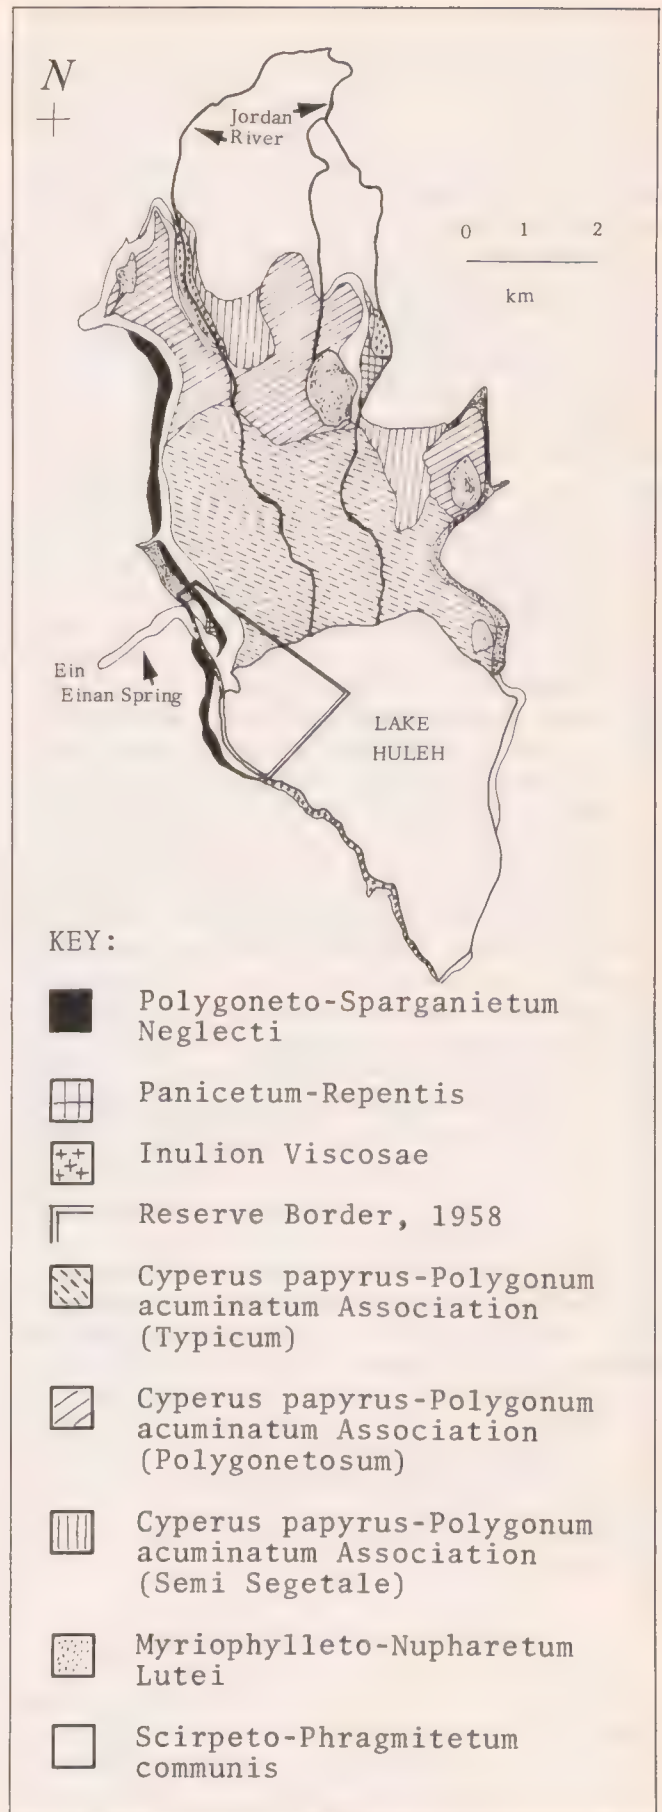 N
Jordan
River
0 1 2
km
Ein
Einan Spring
LAKE
HULEH
KEY:
Polygoneto-Sparganietum
Neglecti
Panicetum-Repentis
Inulion Viscosae
Reserve Border, 1958
Cyperus papyrus-Polygonum
acuminatum Association
(Typicum)
Cyperus papyrus-Polygonum
acuminatum Association
(Polygonetosum)
Cyperus papyrus-Polygonum
acuminatum Association
(Semi Segetale)
Myriophylleto-Nupharetum
Lutei
Scirpeto-Phragmitetum
communis